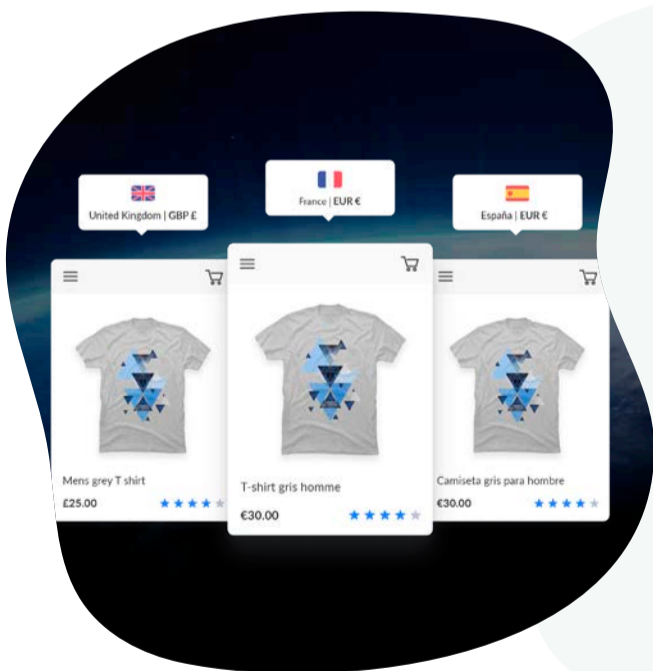 United Kingdom | GBP £
France | EUR €
España | EUR €
Mens grey T shirt
£25.00
T-shirt gris homme
€30.00
Camiseta gris para hombre
€30.00